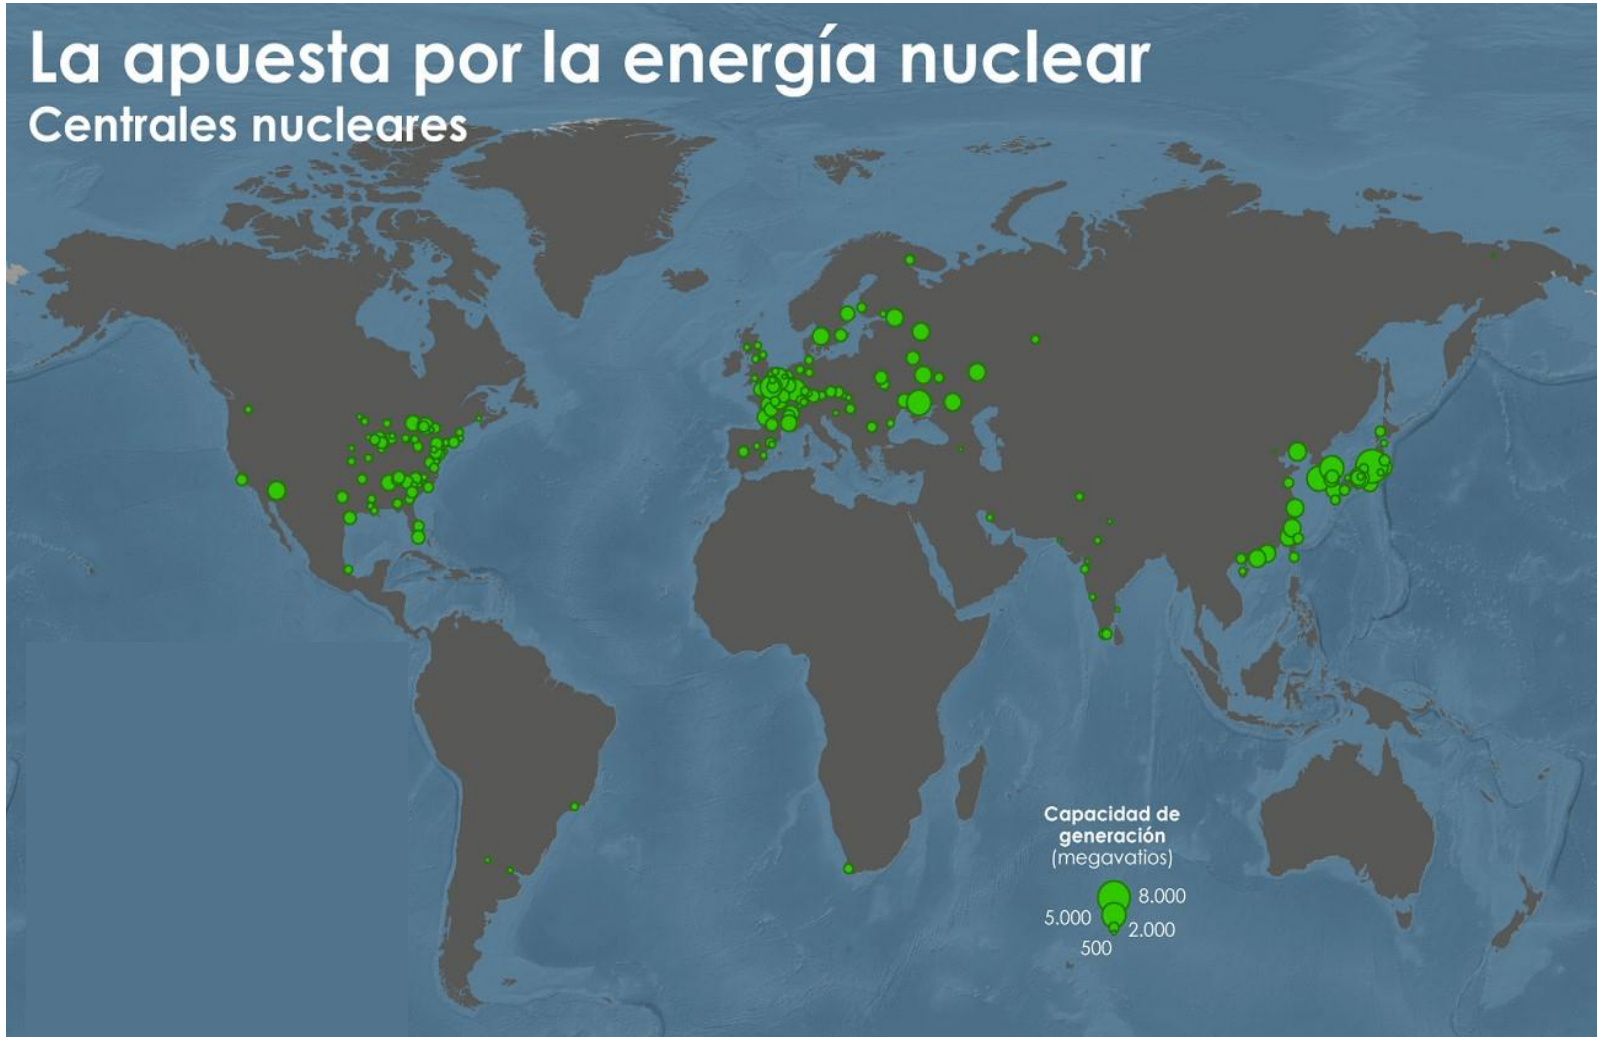 La apuesta por la energía nuclear
Centrales nucleares
Capacidad de
generación
(megavatios)
8.000
5.000
2.000
500